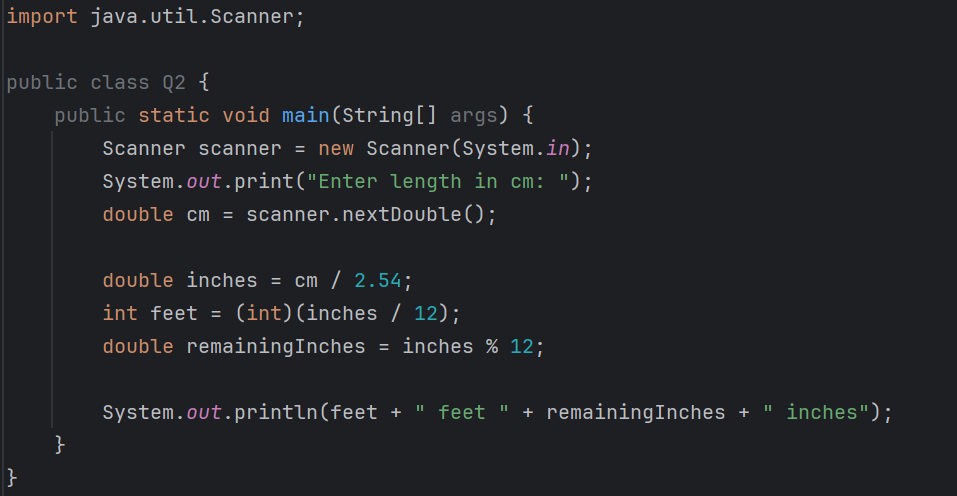 import java.util.Scanner;
public class Q2 {
    public static void main(String[] args) {
        Scanner scanner = new Scanner(System.in);
        System.out.print("Enter length in cm: ");
        double cm = scanner.nextDouble();
        double inches = cm / 2.54;
        int feet = (int)(inches / 12);
        double remainingInches = inches % 12;
        System.out.println(feet + " feet " + remainingInches + " inches");
    }
}